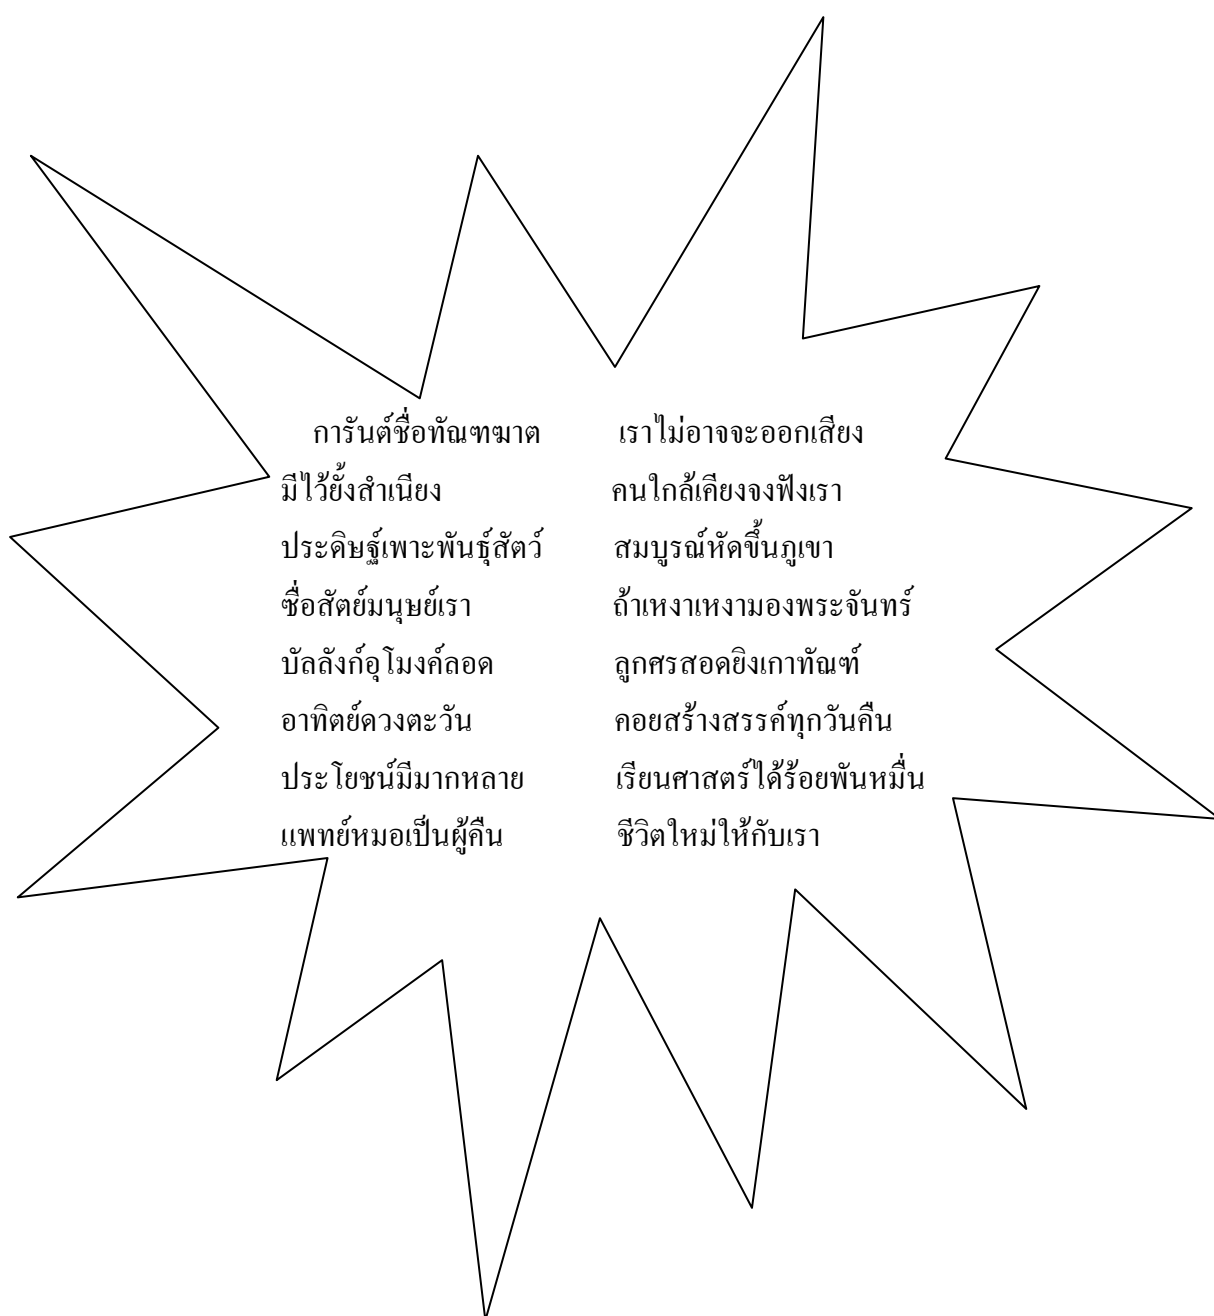 การันต์ชื่อทัณฑฆาต เราไม่อาจจะออกเสียง
มีไว้ยั้งสำเนียง คนใกล้เคียงจงฟังเรา
ประดิษฐ์เพาะพันธุ์สัตว์ สมบูรณ์หัดขึ้นภูเขา
ซื่อสัตย์มนุษย์เรา ถ้าเหงาเหงามองพระจันทร์
บัลลังก์อุโมงค์ลอด ลูกศรสอดยิงเกาทัณฑ์
อาทิตย์ดวงตะวัน คอยสร้างสรรค์ทุกวันคืน
ประโยชน์มีมากหลาย เรียนศาสตร์ได้ร้อยพันหมื่น
แพทย์หมอเป็นผู้คืน ชีวิตใหม่ให้กับเรา